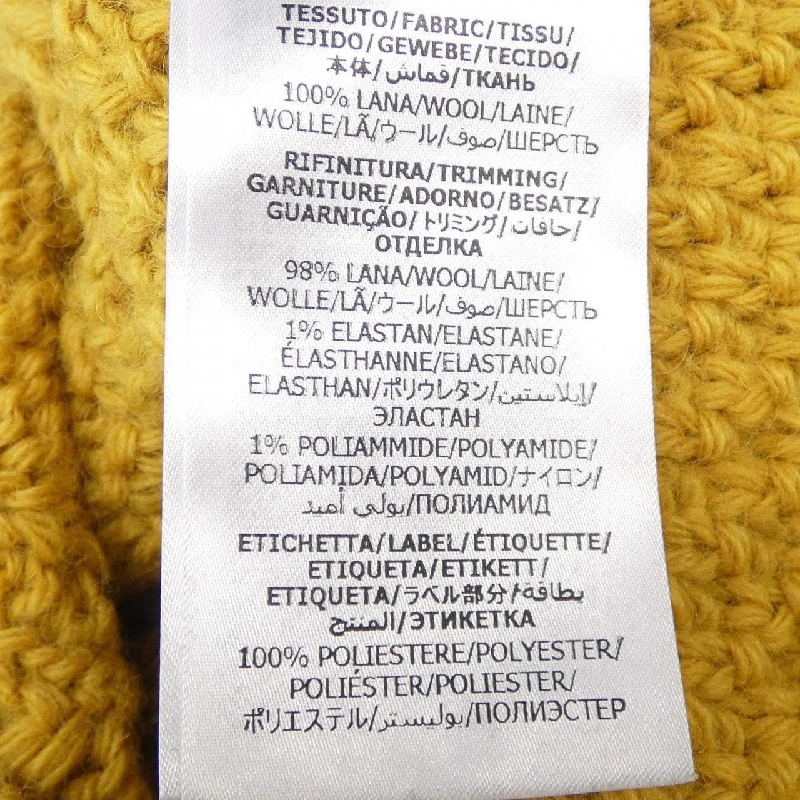 TESSUTO/FABRIC/TISSU/
TEJIDO/GEWEBE/TECIDO/
本体/قماش/ТКАНЬ
100% LANA/WOOL/LAINE/
WOLLE/LÃ/ウール/صوف/ШЕРСТЬ
RIFINITURA/TRIMMING/
GARNITURE/ADORNO/BESATZ/
GUARNIÇÃO/トリミング/حافات/
ОТДЕЛКА
98% LANA/WOOL/LAINE/
WOLLE/LÃ/ウール/صوف/ШЕРСТЬ
1% ELASTAN/ELASTANE/
ÉLASTHANNE/ELASTANO/
ELASTHAN/ポリウレタン/إيلاستين/
ЭЛАСТАН
1% POLIAMMIDE/POLYAMIDE/
POLIAMIDA/POLYAMID/ナイロン/
بولي أميد/ПОЛИАМИД
ETICHETTA/LABEL/ÉTIQUETTE/
ETIQUETA/ETIKETT/
ETIQUETA/ラベル部分/بطاقة
المنتج/ЭТИКЕТКА
100% POLIESTERE/POLYESTER/
POLIÉSTER/POLIESTER/
ポリエステル/بوليستر/ПОЛИЭСТЕР